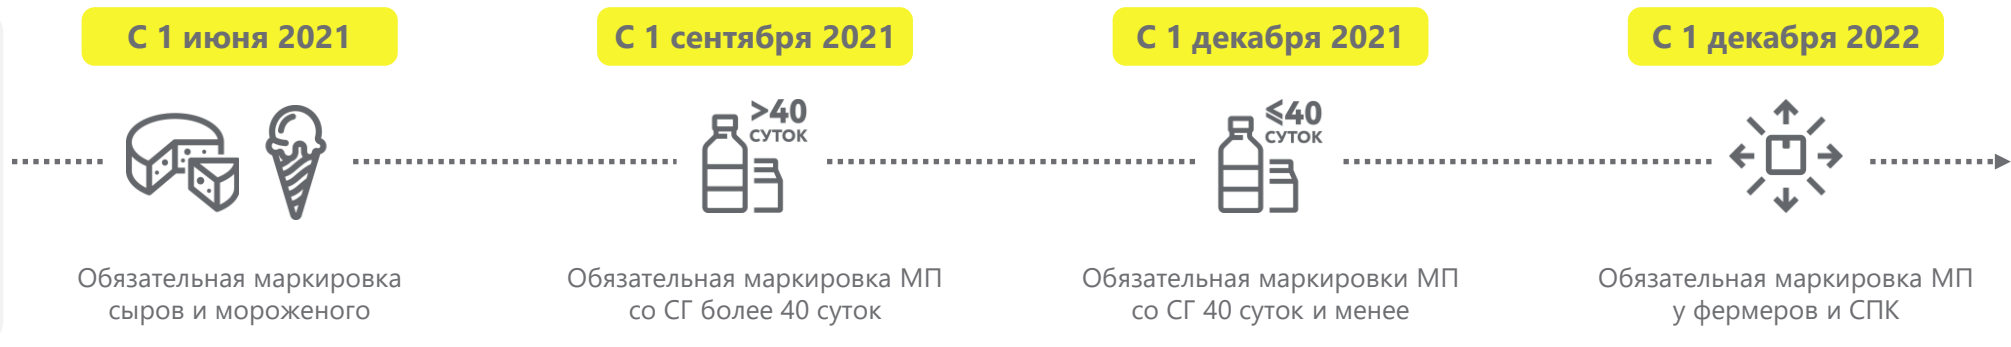 С 1 июня 2021
С 1 сентября 2021
С 1 декабря 2021
С 1 декабря 2022
>40
СУТОК
⩽40
СУТОК
Обязательная маркировка
сыров и мороженого
Обязательная маркировка МП
со СГ более 40 суток
Обязательная маркировки МП
со СГ 40 суток и менее
Обязательная маркировка МП
у фермеров и СПК